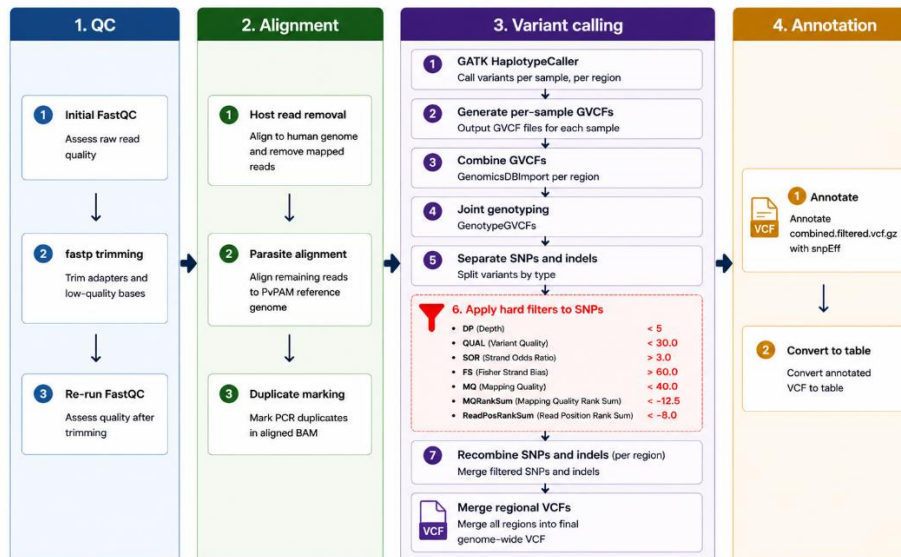 1. QC
1
Initial FastQC
Assess raw read
quality
2
fastp trimming
Trim adapters and
low-quality bases
3
Re-run FastQC
Assess quality after
trimming
2. Alignment
1
Host read removal
Align to human genome
and remove mapped
reads
2
Parasite alignment
Align remaining reads
to PvPAM reference
genome
3
Duplicate marking
Mark PCR duplicates
in aligned BAM
3. Variant calling
1
GATK HaplotypeCaller
Call variants per sample, per region
2
Generate per-sample GVCFs
Output GVCF files for each sample
3
Combine GVCFs
GenomicsDBImport per region
4
Joint genotyping
GenotypeGVCFs
5
Separate SNPs and indels
Split variants by type
6. Apply hard filters to SNPs
• DP (Depth) < 5
• QUAL (Variant Quality) < 30.0
• SOR (Strand Odds Ratio) > 3.0
• FS (Fisher Strand Bias) > 60.0
• MQ (Mapping Quality) < 40.0
• MQRankSum (Mapping Quality Rank Sum) < -12.5
• ReadPosRankSum (Read Position Rank Sum) < -8.0
7
Recombine SNPs and indels (per region)
Merge filtered SNPs and indels
VCF
Merge regional VCFs
Merge all regions into final
genome-wide VCF
4. Annotation
VCF
1
Annotate
Annotate
combined.filtered.vcf.gz
with snpEff
2
Convert to table
Convert annotated
VCF to table